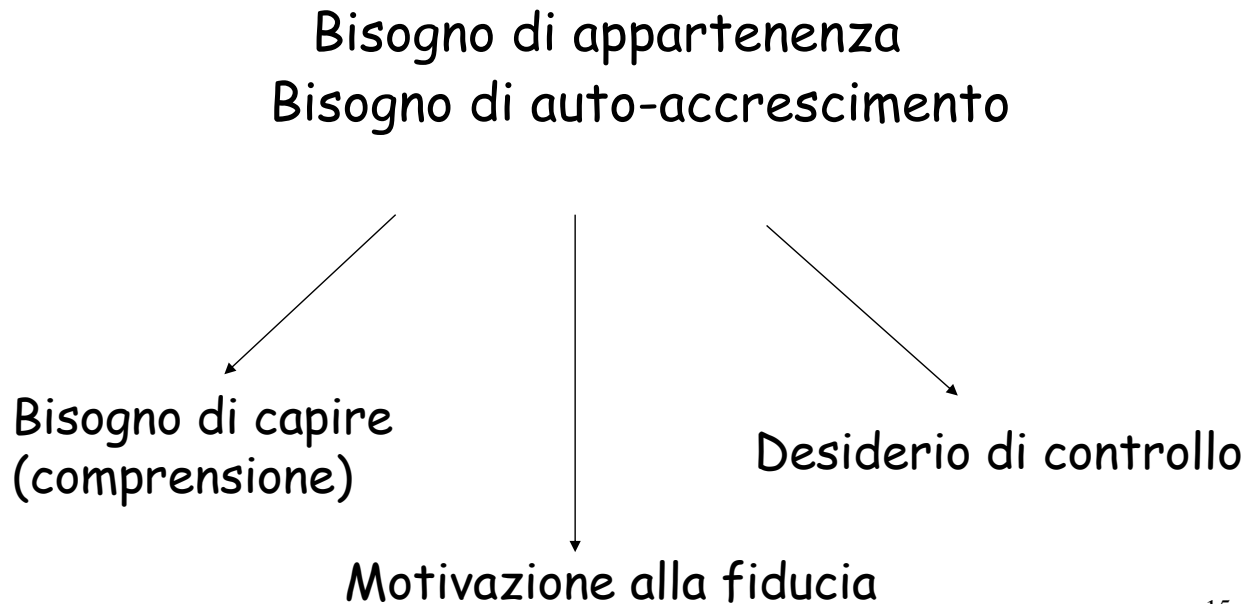 Bisogno di appartenenza
Bisogno di auto-accrescimento
Bisogno di capire
(comprensione)
Desiderio di controllo
Motivazione alla fiducia